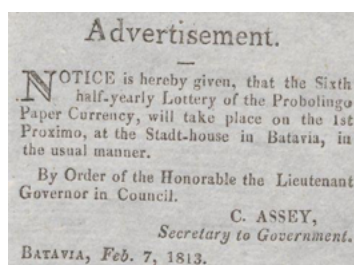 Advertisement.
NOTICE is hereby given, that the Sixth
half-yearly Lottery of the Probolingo
Paper Currency, will take place on the 1st
Proximo, at the Stadt-house in Batavia, in
the usual manner.
By Order of the Honorable the Lieutenant
Governor in Council.
C. ASSEY,
Secretary to Government.
BATAVIA, Feb. 7, 1813.